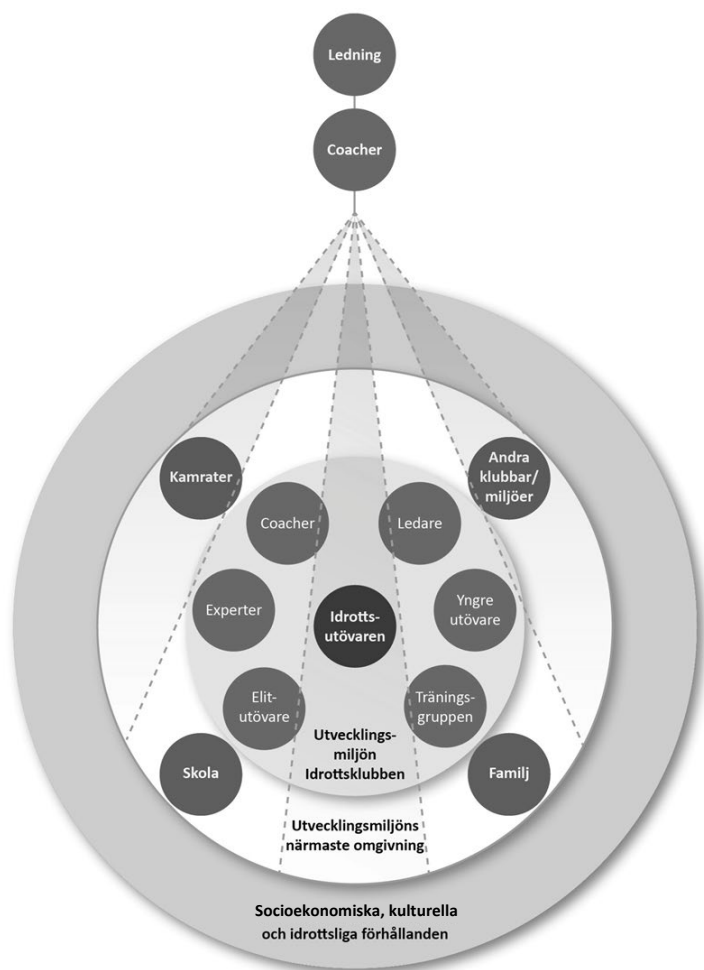 Ledning
Coacher
Kamrater
Andra
klubbar/
miljöer
Coacher
Ledare
Experter
Idrotts-
utövaren
Yngre
utövare
Elit-
utövare
Tränings-
gruppen
Utvecklings-
miljön
Idrottsklubben
Skola
Familj
Utvecklingsmiljöns
närmaste omgivning
Socioekonomiska, kulturella
och idrottsliga förhållanden